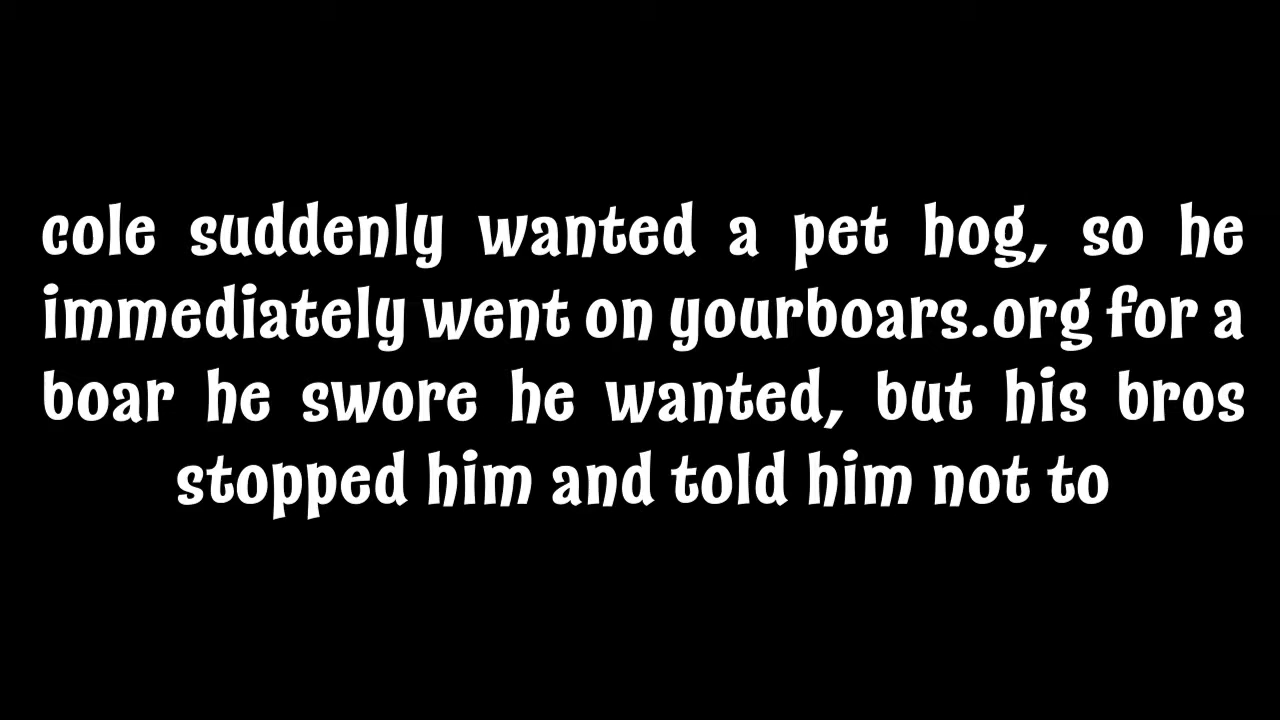 cole suddenly wanted a pet hog, so he
immediately went on yourboars.org for a
boar he swore he wanted, but his bros
stopped him and told him not to